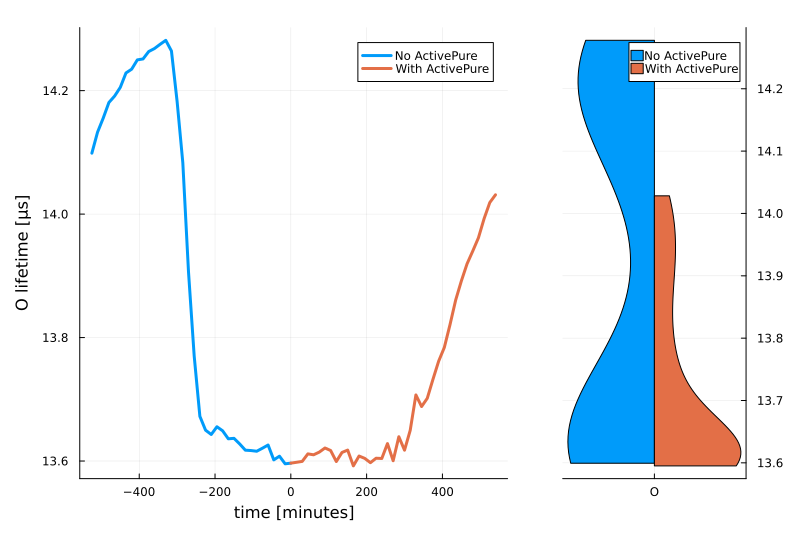 No ActivePure
With ActivePure
14.2
14.0
13.8
13.6
O lifetime [µs]
−400
−200
0
200
400
time [minutes]
No ActivePure
With ActivePure
14.2
14.1
14.0
13.9
13.8
13.7
13.6
O